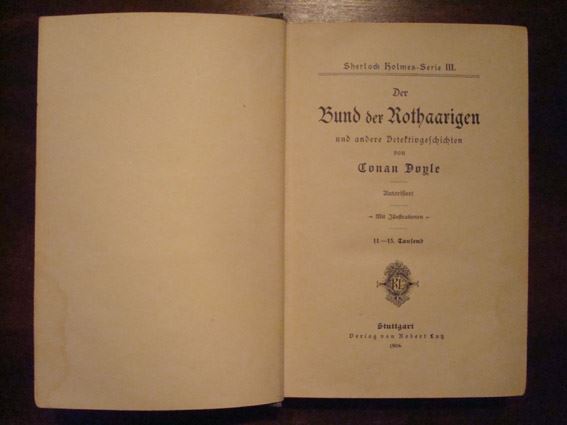 Sherlock Holmes-Serie III.
Der
Bund der Rothaarigen
und andere Detektivgeschichten
von
Conan Doyle
Autorisiert
Mit Illustrationen
11.—15. Tausend
RL
Stuttgart
Verlag von Robert Lutz